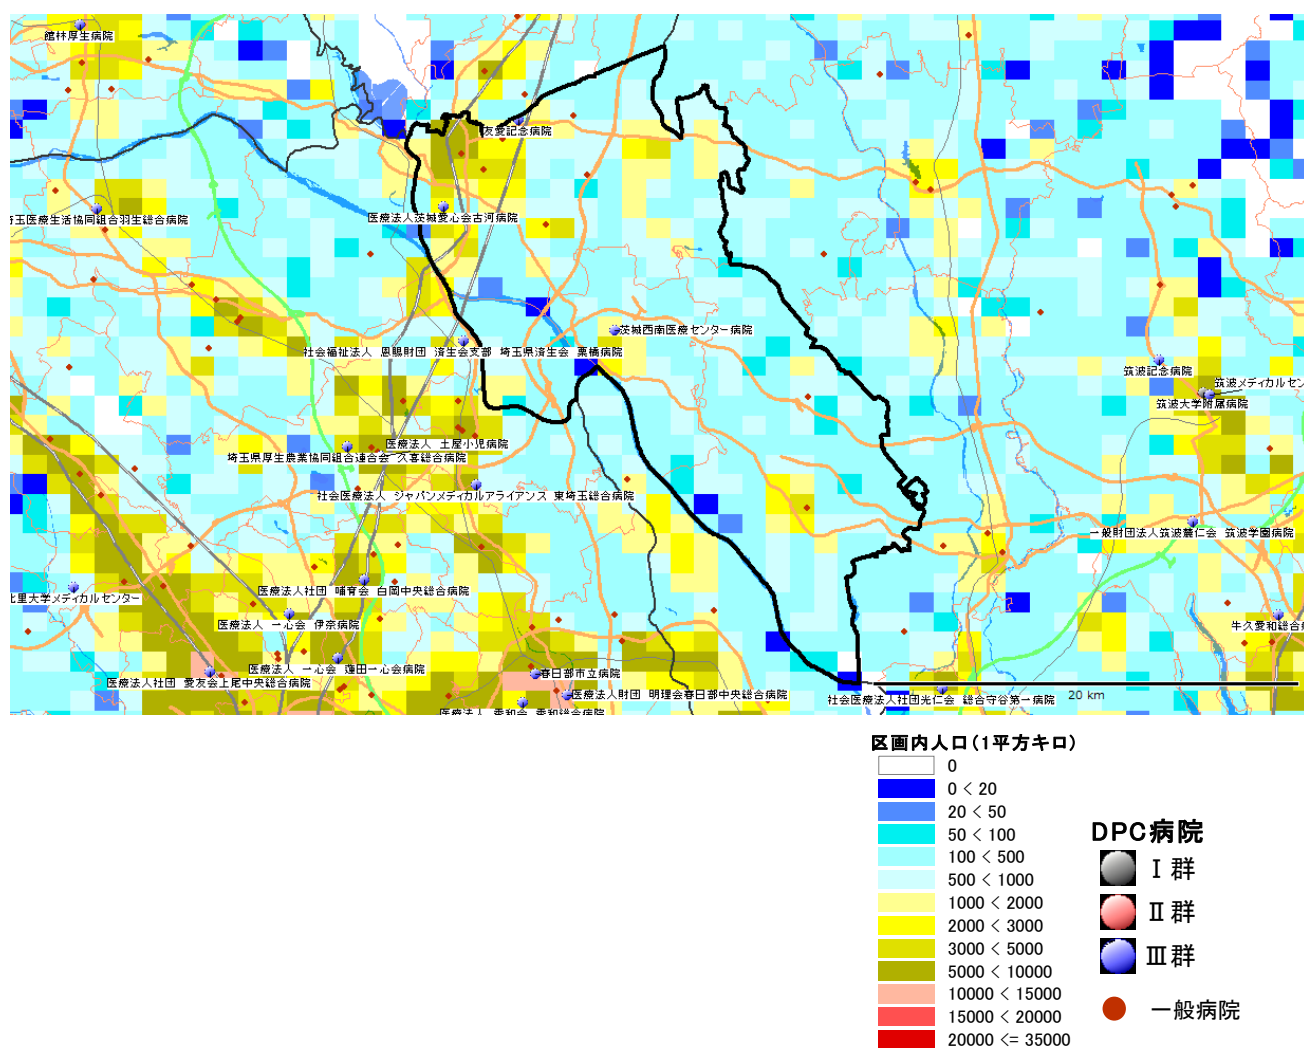 館林厚生病院
友愛記念病院
埼玉医療生活協同組合羽生総合病院
医療法人茨城愛心会古河病院
茨城西南医療センター病院
社会福祉法人 恩賜財団 済生会支部 埼玉県済生会 栗橋病院
筑波記念病院
筑波メディカルセン
筑波大学附属病院
医療法人 土屋小児病院
埼玉県厚生農業協同組合連合会 久喜総合病院
社会医療法人 ジャパンメディカルアライアンス 東埼玉総合病院
一般財団法人筑波麓仁会 筑波学園病院
医療法人社団 哺育会 白岡中央総合病院
北里大学メディカルセンター
医療法人 一心会 伊奈病院
牛久愛和総合病
医療法人 一心会 蓮田一心会病院
医療法人社団 愛友会上尾中央総合病院
春日部市立病院
医療法人財団 明理会春日部中央総合病院
社会医療法人社団光仁会 総合守谷第一病院
20 km
医療法人 秀和会 秀和総合病院
区画内人口(1平方キロ)
0
0 < 20
20 < 50
50 < 100
100 < 500
500 < 1000
1000 < 2000
2000 < 3000
3000 < 5000
5000 < 10000
10000 < 15000
15000 < 20000
20000 <= 35000
DPC病院
Ⅰ群
Ⅱ群
Ⅲ群
一般病院